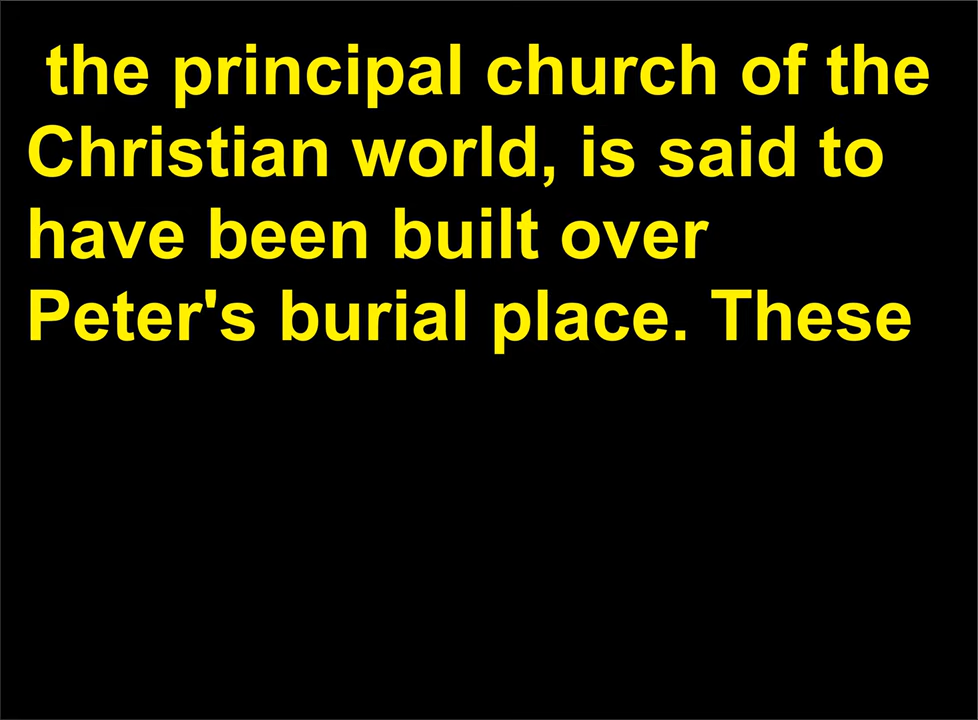 the principal church of the
Christian world, is said to
have been built over
Peter's burial place. These